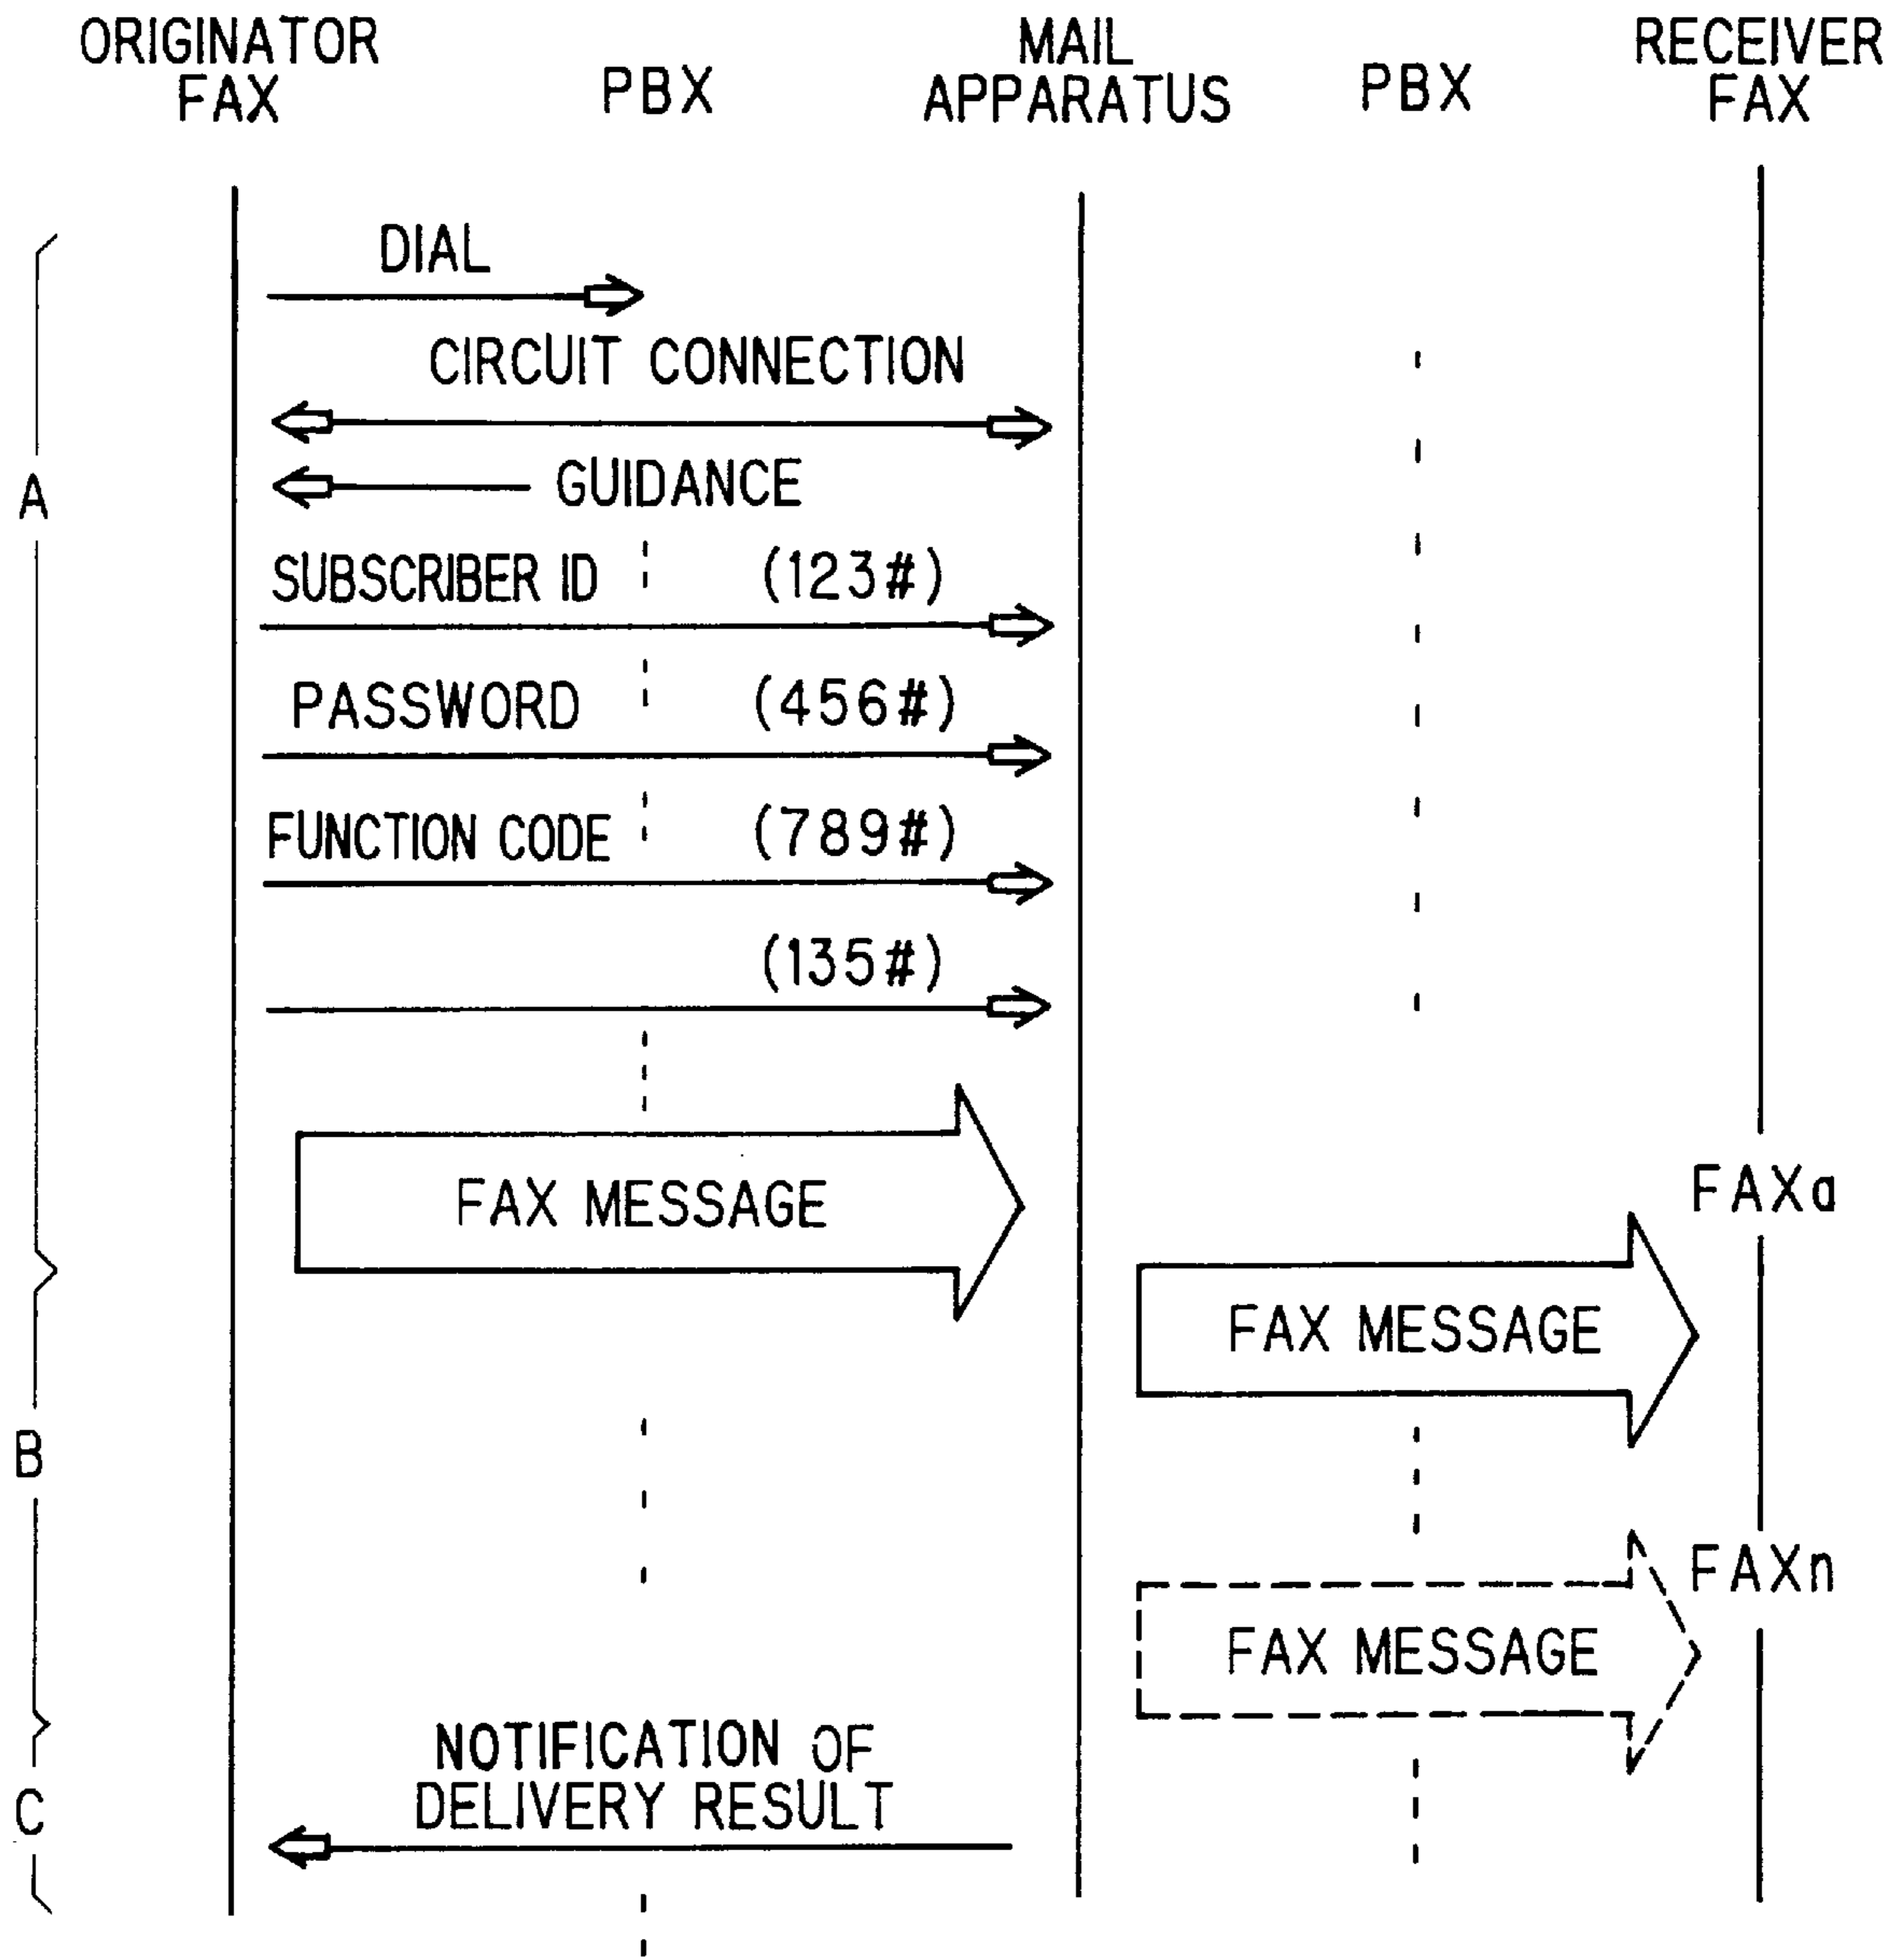 ORIGINATOR
FAX
PBX
MAIL
APPARATUS
PBX
RECEIVER
FAX
DIAL
CIRCUIT CONNECTION
GUIDANCE
A
SUBSCRIBER ID (123#)
PASSWORD (456#)
FUNCTION CODE (789#)
(135#)
FAX MESSAGE
FAXa
FAX MESSAGE
B
FAXn
FAX MESSAGE
NOTIFICATION OF
DELIVERY RESULT
C